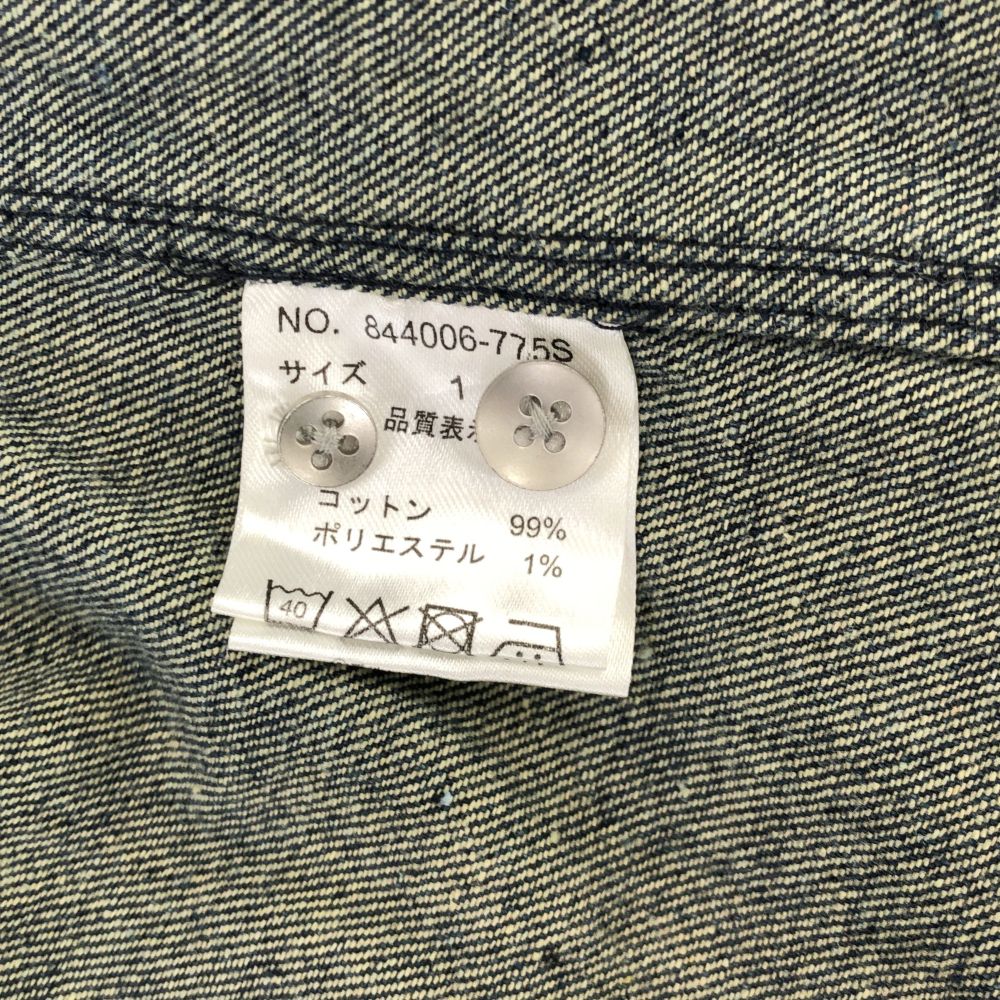 NO. 844006-775S
サイズ 1
品質表
コットン 99%
ポリエステル 1%
40